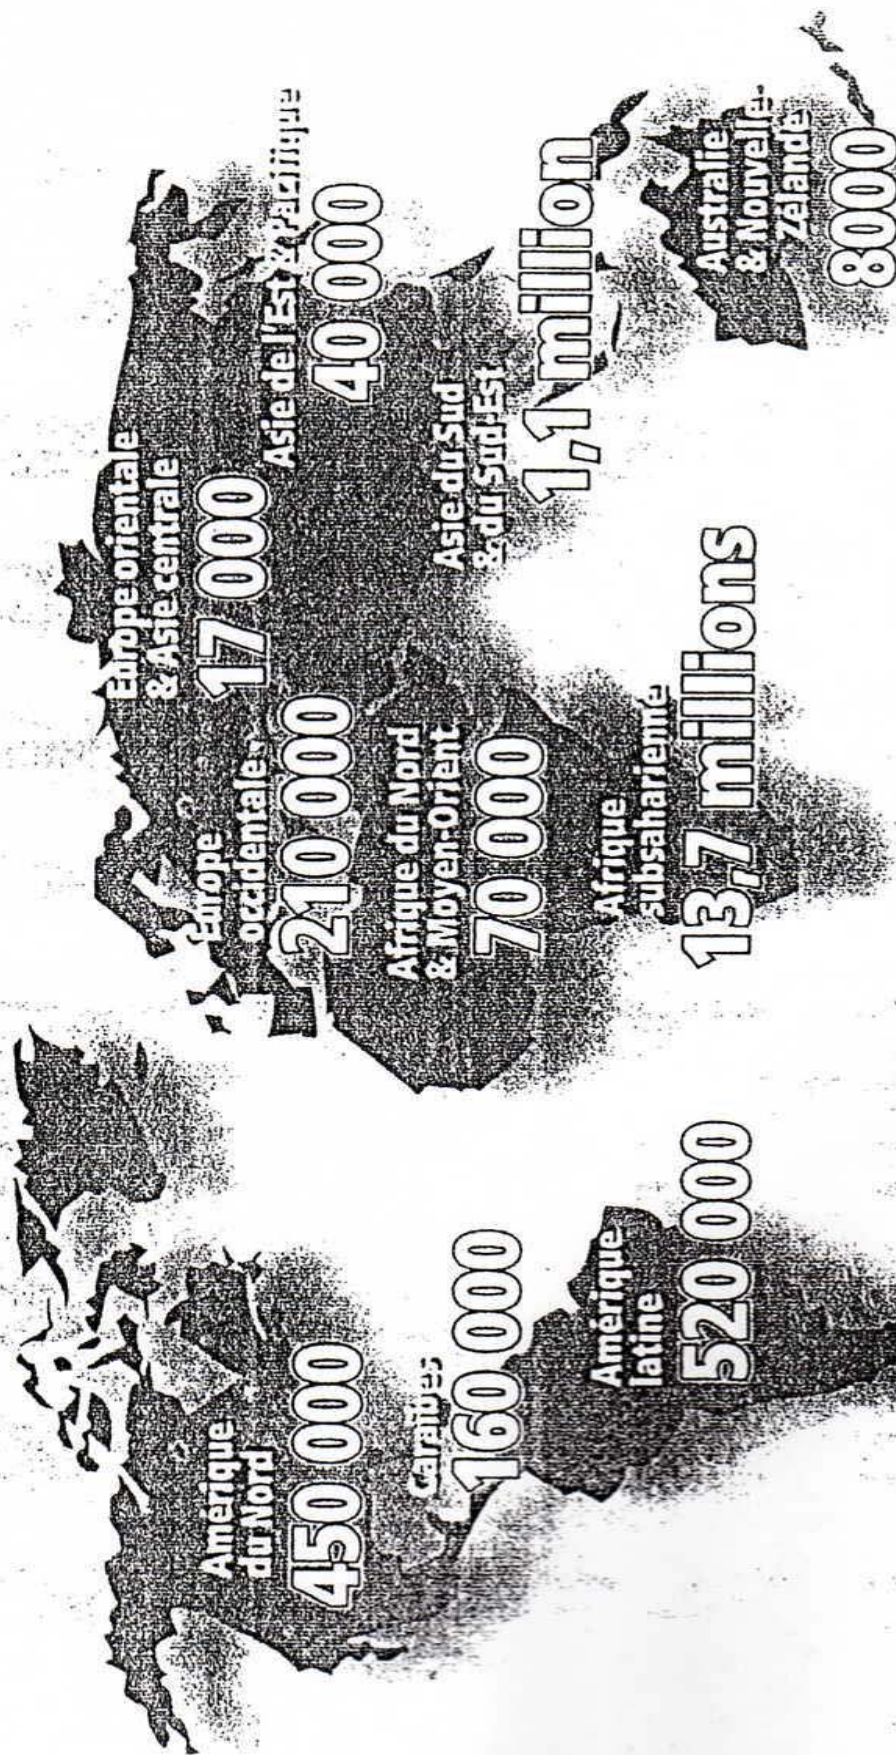 Amérique
du Nord
450 000
Caraïbes
160 000
Amérique
latine
520 000
Europe
occidentale
210 000
Afrique du Nord
& Moyen-Orient
70 000
Afrique
subsaharienne
13,7 millions
Europe orientale
& Asie centrale
17 000
Asie de l'Est & Pacifique
40 000
Asie du Sud
& du Sud-Est
1,1 million
Australie
& Nouvelle-
Zélande
8000